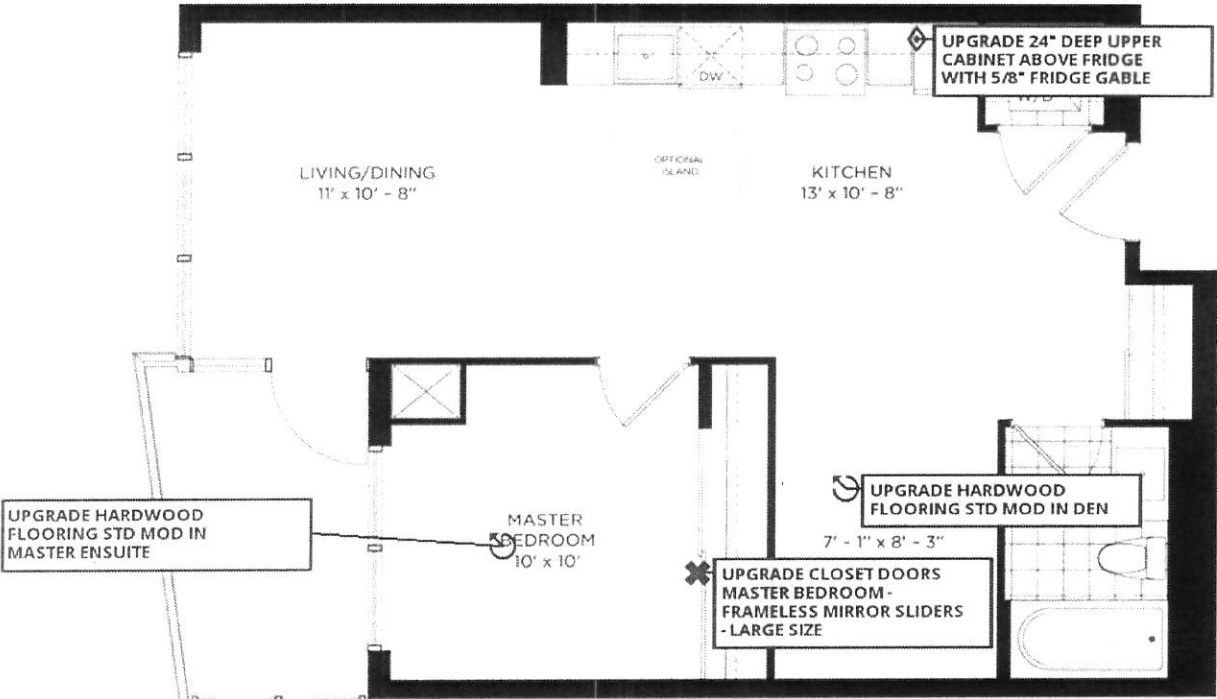 UPGRADE 24" DEEP UPPER
CABINET ABOVE FRIDGE
WITH 5/8" FRIDGE GABLE
DW
W/D
LIVING/DINING
11' x 10' - 8"
OPTIONAL
ISLAND
KITCHEN
13' x 10' - 8"
UPGRADE HARDWOOD
FLOORING STD MOD IN
MASTER ENSUITE
MASTER
BEDROOM
10' x 10'
UPGRADE HARDWOOD
FLOORING STD MOD IN DEN
7' - 1" x 8' - 3"
UPGRADE CLOSET DOORS
MASTER BEDROOM -
FRAMELESS MIRROR SLIDERS
- LARGE SIZE